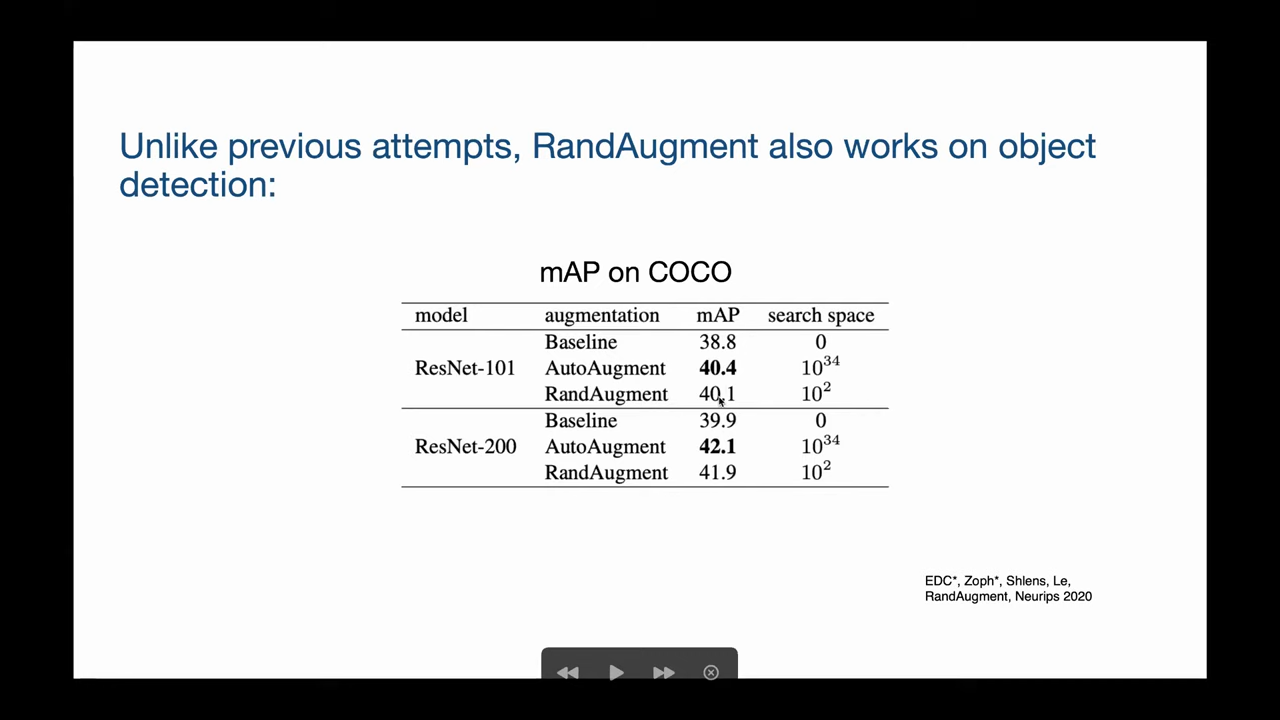 Unlike previous attempts, RandAugment also works on object
detection:
mAP on COCO
model augmentation mAP search space
Baseline 38.8 0
ResNet-101 AutoAugment 40.4 10^34
RandAugment 40.1 10^2
Baseline 39.9 0
ResNet-200 AutoAugment 42.1 10^34
RandAugment 41.9 10^2
EDC*, Zoph*, Shlens, Le,
RandAugment, Neurips 2020